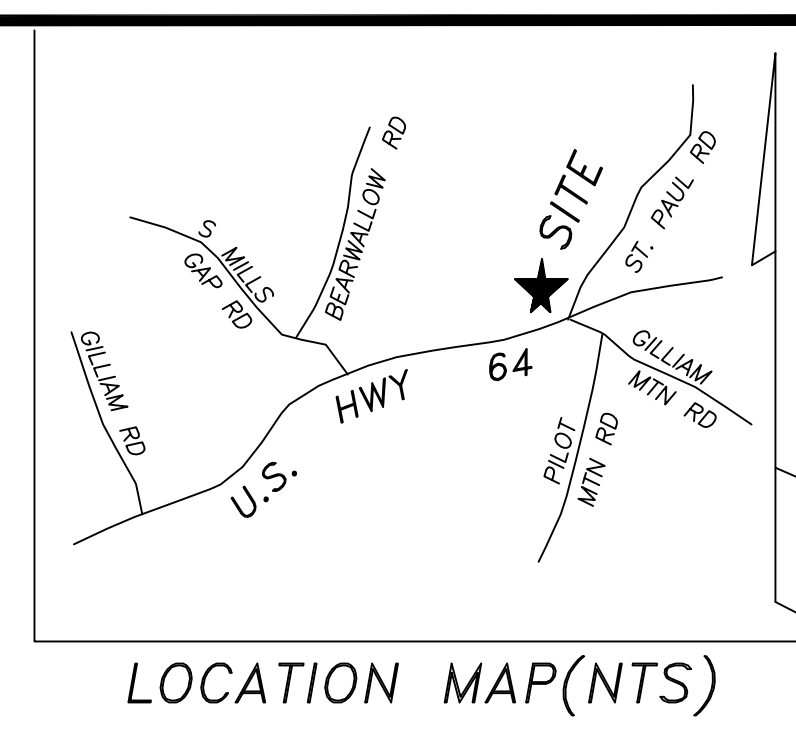 BEARWALLOW RD
SITE
ST. PAUL RD
S MILLS
GAP RD
GILLIAM RD
GILLIAM
MTN RD
U.S. HWY 64
PILOT
MTN RD
LOCATION MAP(NTS)